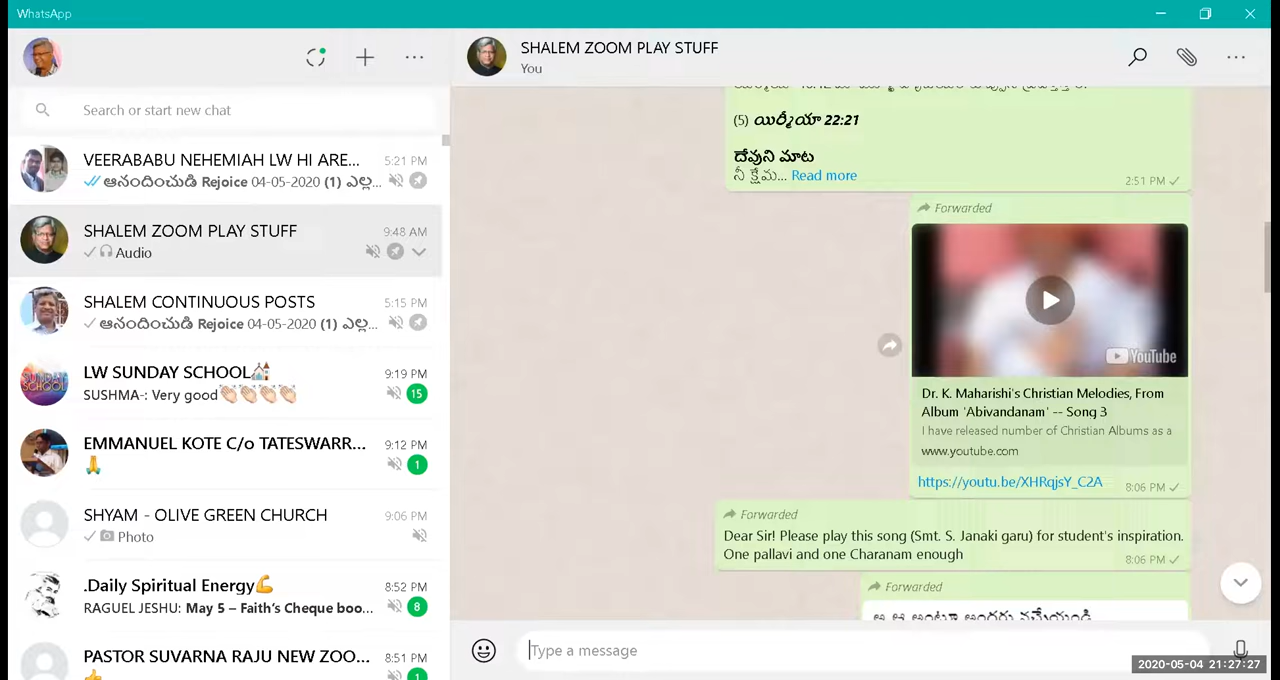 WhatsApp
SHALEM ZOOM PLAY STUFF
You
Search or start new chat
VEERABABU NEHEMIAH LW HI ARE...
5:21 PM
ఆనందించుడి Rejoice 04-05-2020 (1) ఎల్ల...
SHALEM ZOOM PLAY STUFF
9:48 AM
Audio
SHALEM CONTINUOUS POSTS
5:15 PM
ఆనందించుడి Rejoice 04-05-2020 (1) ఎల్ల...
LW SUNDAY SCHOOL
9:19 PM
SUSHMA-: Very good👏👏👏👏
15
EMMANUEL KOTE C/o TATESWARR...
9:12 PM
🙏
1
SHYAM - OLIVE GREEN CHURCH
9:06 PM
Photo
.Daily Spiritual Energy💪
8:52 PM
RAGUEL JESHU: May 5 – Faith's Cheque boo...
8
PASTOR SUVARNA RAJU NEW ZOO...
8:51 PM
1
(5) యిర్మీయా 22:21
దేవుని మాట
నీ క్షేమ... Read more
2:51 PM
Forwarded
YouTube
Dr. K. Maharishi's Christian Melodies, From
Album 'Abivandanam' -- Song 3
I have released number of Christian Albums as a
www.youtube.com
https://youtu.be/XHRqjsY_C2A
8:06 PM
Forwarded
Dear Sir! Please play this song (Smt. S. Janaki garu) for student's inspiration.
One pallavi and one Charanam enough
8:06 PM
Forwarded
Type a message
2020-05-04 21:27:27